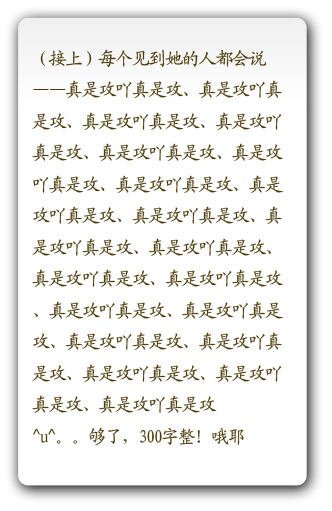 （接上）每个见到她的人都会说
——真是攻吖真是攻、真是攻吖真
是攻、真是攻吖真是攻、真是攻吖
真是攻、真是攻吖真是攻、真是攻
吖真是攻、真是攻吖真是攻、真是
攻吖真是攻、真是攻吖真是攻、真
是攻吖真是攻、真是攻吖真是攻、
真是攻吖真是攻、真是攻吖真是攻
、真是攻吖真是攻、真是攻吖真是
攻、真是攻吖真是攻、真是攻吖真
是攻、真是攻吖真是攻、真是攻吖
真是攻、真是攻吖真是攻
^u^。。够了，300字整！哦耶